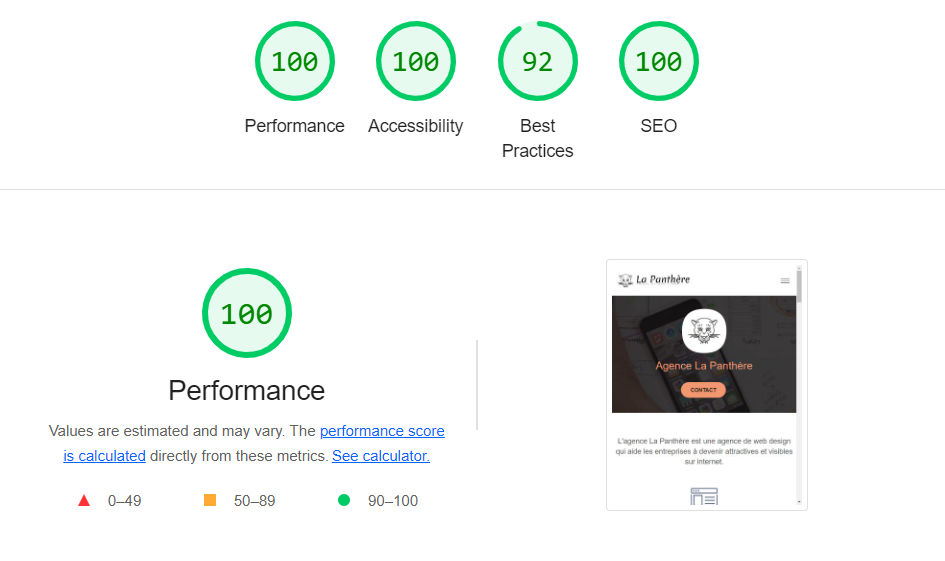 100
100
92
100
Performance
Accessibility
Best
Practices
SEO
100
Performance
Values are estimated and may vary. The performance score
is calculated directly from these metrics. See calculator.
0–49
50–89
90–100
La Panthère
Agence La Panthère
CONTACT
L'agence La Panthère est une agence de web design
qui aide les entreprises à devenir attractives et visibles
sur internet.